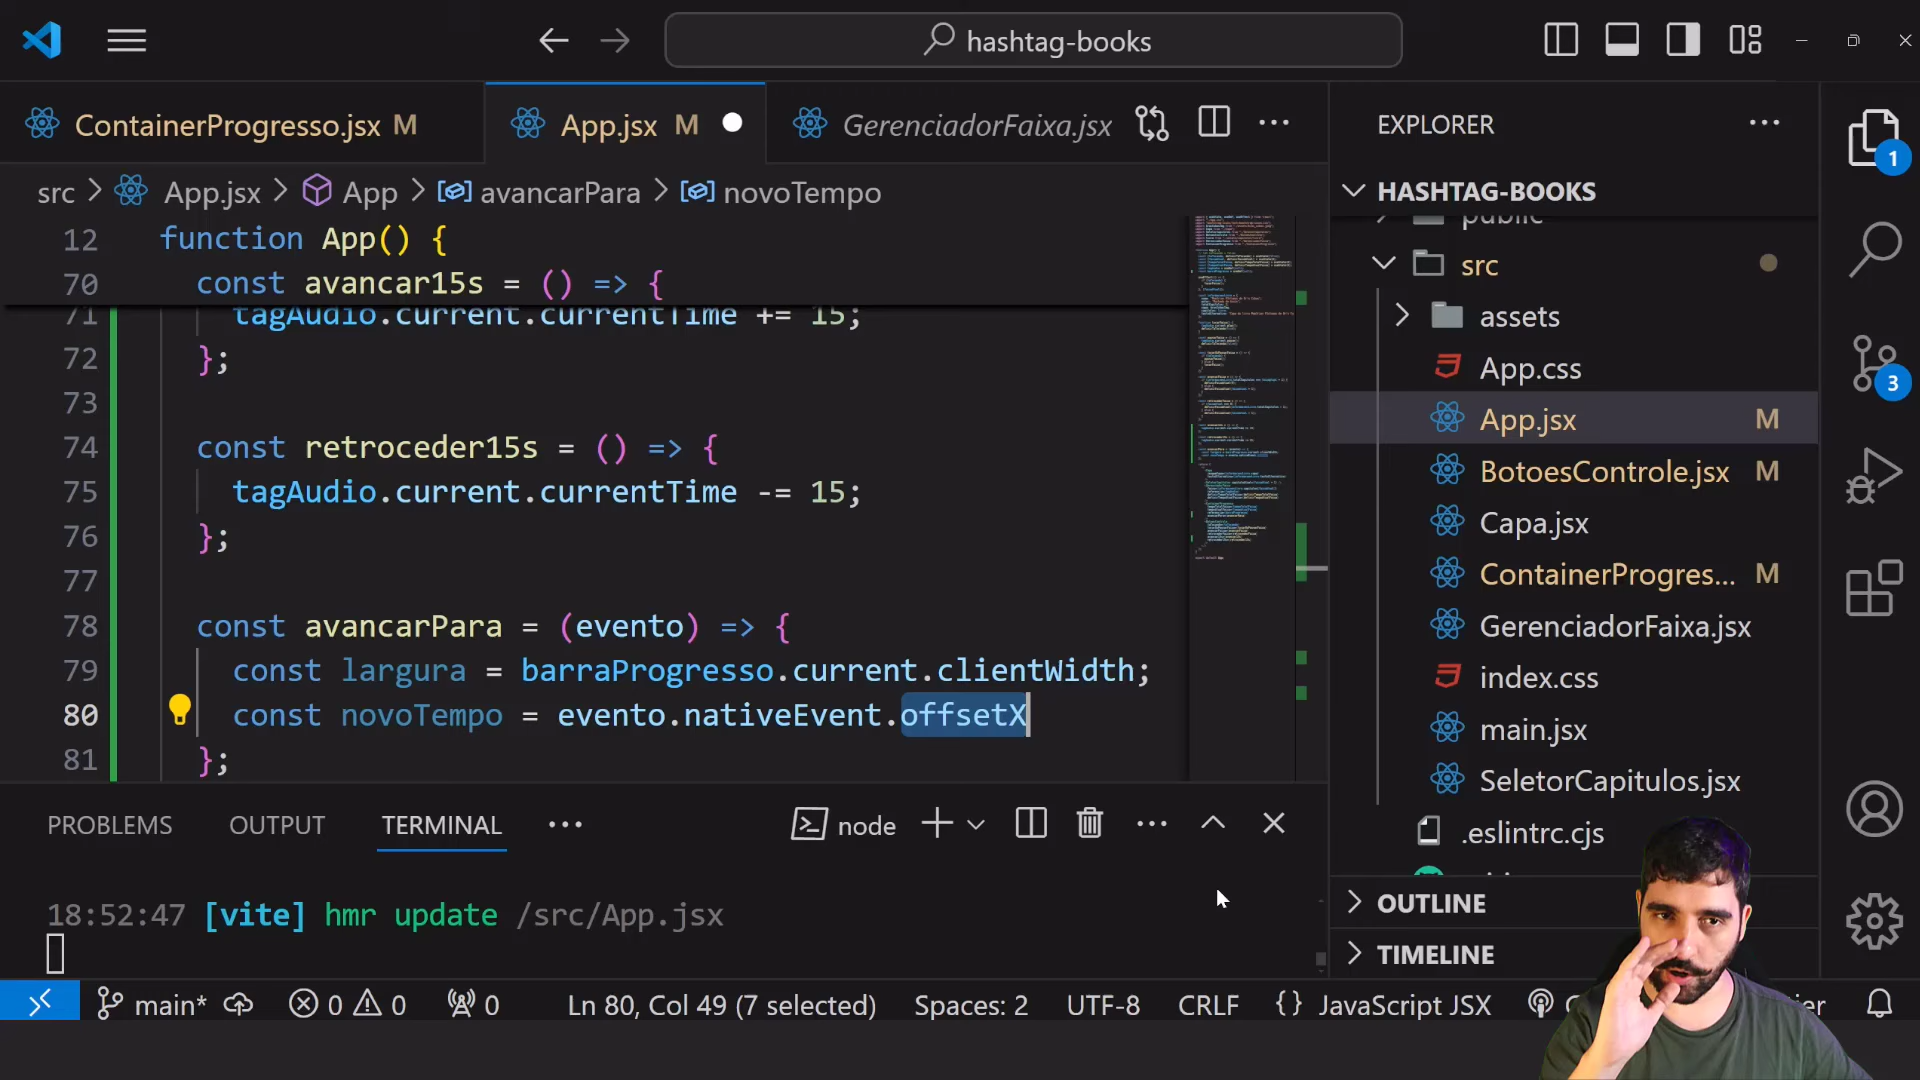 hashtag-books
ContainerProgresso.jsx M
App.jsx M
GerenciadorFaixa.jsx
src > App.jsx > App > avancarPara > novoTempo
12 function App() {
70 const avancar15s = () => {
71 tagAudio.current.currentTime += 15;
72 };
73
74 const retroceder15s = () => {
75 tagAudio.current.currentTime -= 15;
76 };
77
78 const avancarPara = (evento) => {
79 const largura = barraProgresso.current.clientWidth;
80 const novoTempo = evento.nativeEvent.offsetX
81 };
PROBLEMS OUTPUT TERMINAL
node
18:52:47 [vite] hmr update /src/App.jsx
EXPLORER
HASHTAG-BOOKS
public
src
assets
App.css
App.jsx M
BotoesControle.jsx M
Capa.jsx
ContainerProgres... M
GerenciadorFaixa.jsx
index.css
main.jsx
SeletorCapitulos.jsx
.eslintrc.cjs
OUTLINE
TIMELINE
1
3
main* 0 0 0 Ln 80, Col 49 (7 selected) Spaces: 2 UTF-8 CRLF {} JavaScript JSX